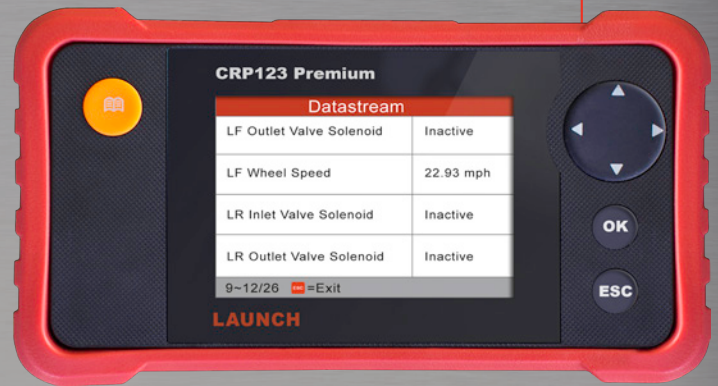 CRP123 Premium
Datastream
LF Outlet Valve Solenoid Inactive
LF Wheel Speed 22.93 mph
LR Inlet Valve Solenoid Inactive
LR Outlet Valve Solenoid Inactive
9~12/26 =Exit
OK
ESC
LAUNCH